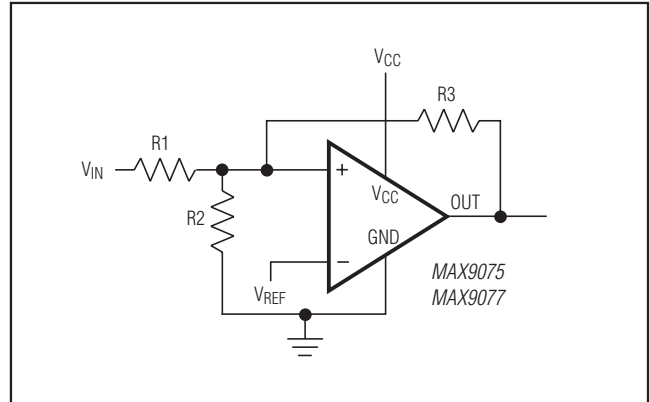 VCC
R3
R1
VIN
VCC
OUT
R2
GND
VREF
MAX9075
MAX9077
+
−